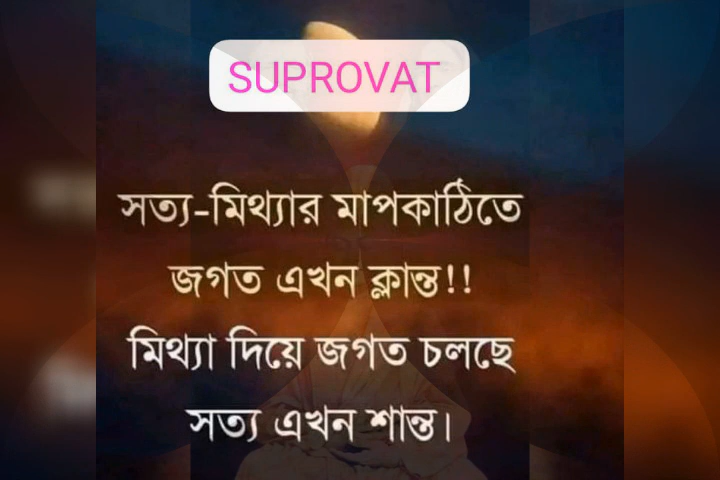 SUPROVAT
সত্য-মিথ্যার মাপকাঠিতে
জগত এখন ক্লান্ত!!
মিথ্যা দিয়ে জগত চলছে
সত্য এখন শান্ত।